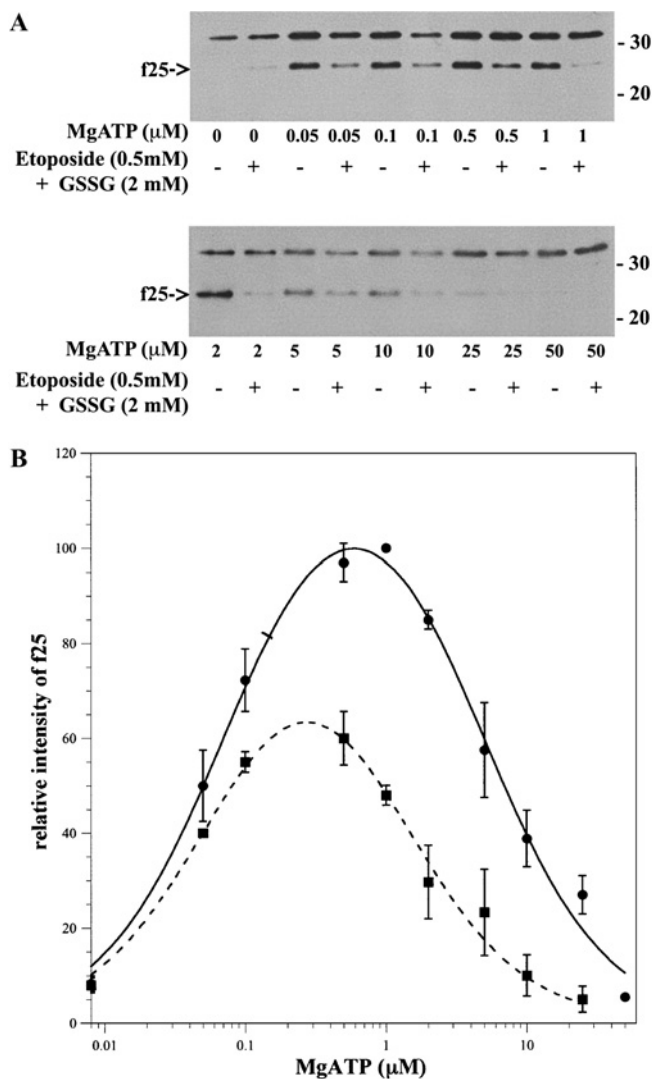 A
- 30
f25->
- 20
MgATP (µM) 0 0 0.05 0.05 0.1 0.1 0.5 0.5 1 1
Etoposide (0.5mM) - + - + - + - + - +
+ GSSG (2 mM)
- 30
f25->
- 20
MgATP (µM) 2 2 5 5 10 10 25 25 50 50
Etoposide (0.5mM) - + - + - + - + - +
+ GSSG (2 mM)
B
120
100
80
60
40
20
0
relative intensity of f25
0.01 0.1 1 10
MgATP (µM)